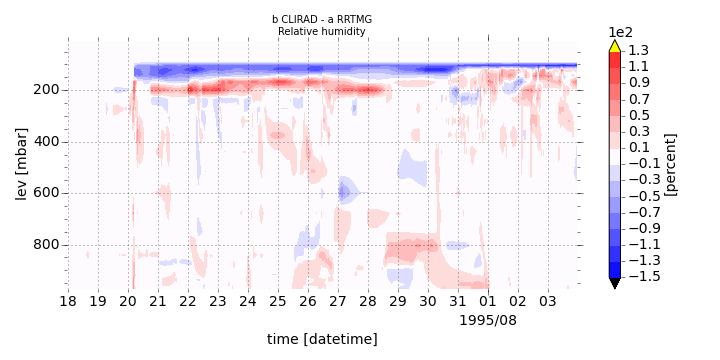 b CLIRAD - a RRTMG
Relative humidity
1e2
1.3
1.1
0.9
0.7
0.5
0.3
0.1
−0.1
−0.3
−0.5
−0.7
−0.9
−1.1
−1.3
−1.5
[percent]
lev [mbar]
200
400
600
800
18 19 20 21 22 23 24 25 26 27 28 29 30 31 01 02 03
1995/08
time [datetime]